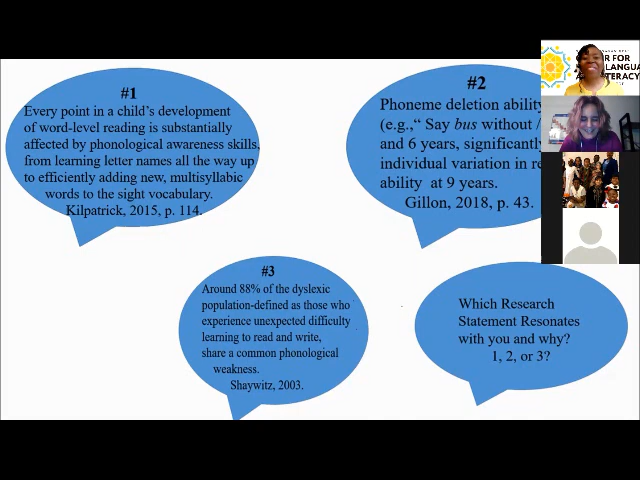 #1
Every point in a child's development
of word-level reading is substantially
affected by phonological awareness skills,
from learning letter names all the way up
to efficiently adding new, multisyllabic
words to the sight vocabulary.
Kilpatrick, 2015, p. 114.
#2
Phoneme deletion ability
(e.g.,“ Say bus without /
and 6 years, significantly
individual variation in re
ability at 9 years.
Gillon, 2018, p. 43.
#3
Around 88% of the dyslexic
population-defined as those who
experience unexpected difficulty
learning to read and write,
share a common phonological
weakness.
Shaywitz, 2003.
Which Research
Statement Resonates
with you and why?
1, 2, or 3?
FOR
LANGUA
TERACY